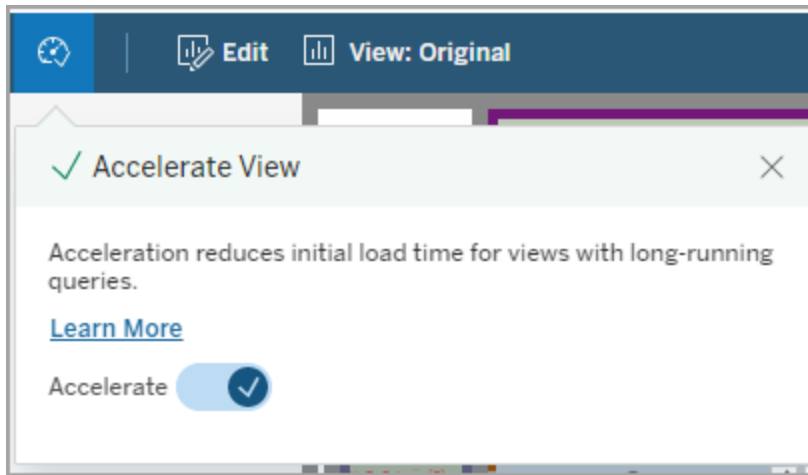 Edit
View: Original
Accelerate View
Acceleration reduces initial load time for views with long-running
queries.
Learn More
Accelerate